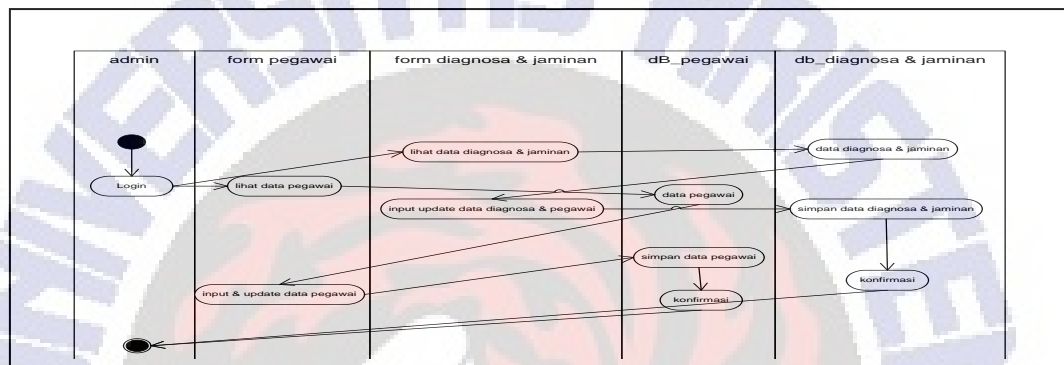 UNIVERSITAS KRISTE
admin
form pegawai
form diagnosa & jaminan
dB_pegawai
db_diagnosa & jaminan
lihat data diagnosa & jaminan
data diagnosa & jaminan
Login
lihat data pegawai
data pegawai
input update data diagnosa & pegawai
simpan data diagnosa & jaminan
simpan data pegawai
konfirmasi
input & update data pegawai
konfirmasi